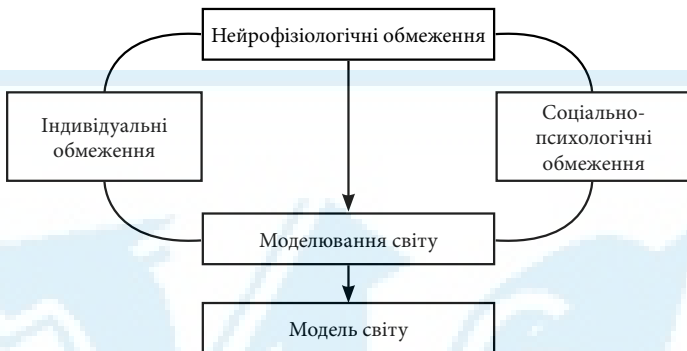 Нейрофізіологічні обмеження
Індивідуальні
обмеження
Соціально-
психологічні
обмеження
Моделювання світу
Модель світу